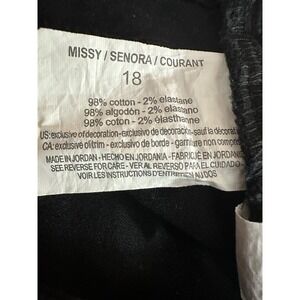 MISSY / SENORA / COURANT
18
98% cotton - 2% elastane
98% algodón - 2% elastano
98% coton - 2% élasthanne
US: exclusive of decoration - exclusivo de decoración - sauf la décorat
CA: exclusive of trim - exclusivo de borde - garniture non compris
MADE IN JORDAN - HECHO EN JORDANIA - FABRIQUÉ EN JORDANI
SEE REVERSE FOR CARE - VER AL REVERSO PARA EL CUIDADO
VOIR LES INSTRUCTIONS D'ENTRETIEN AU DOS